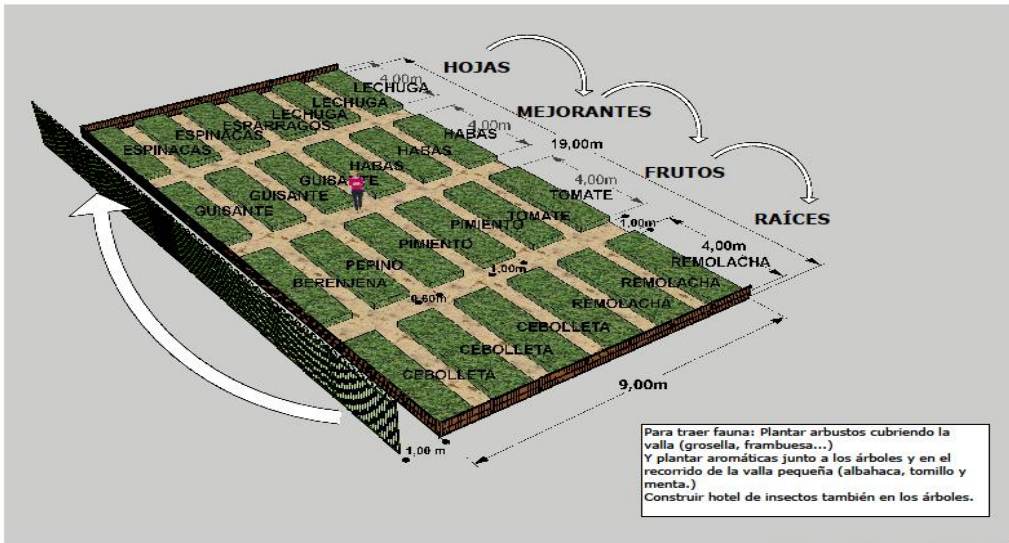 HOJAS
MEJORANTES
FRUTOS
RAÍCES
4,00m
LECHUGA
LECHUGA
LECHUGA
ESPÁRRAGOS
ESPINACAS
ESPINACAS
4,00m
19,00m
HABAS
HABAS
HABAS
GUISANTE
GUISANTE
GUISANTE
4,00m
TOMATE
TOMATE
PIMIENTO
PIMIENTO
PEPINO
BERENJENA
1,00m
1,00m
0,60m
4,00m
REMOLACHA
REMOLACHA
REMOLACHA
CEBOLLETA
CEBOLLETA
CEBOLLETA
9,00m
1,00 m
Para traer fauna: Plantar arbustos cubriendo la
valla (grosella, frambuesa...)
Y plantar aromáticas junto a los árboles y en el
recorrido de la valla pequeña (albahaca, tomillo y
menta.)
Construir hotel de insectos también en los árboles.